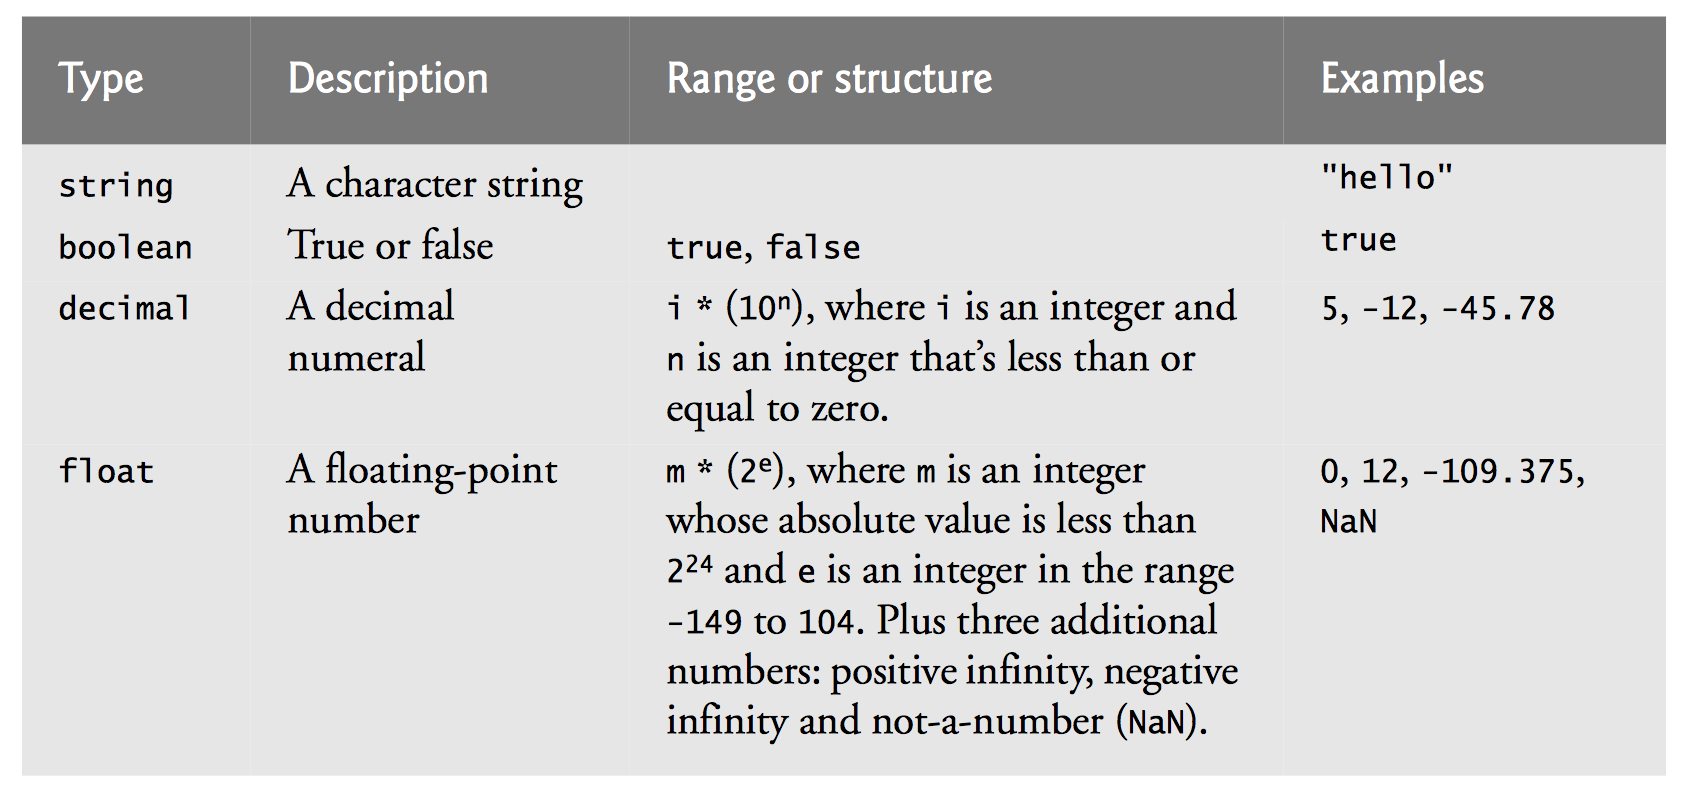 Type Description Range or structure Examples
string A character string "hello"
boolean True or false true, false true
decimal A decimal i * (10ⁿ), where i is an integer and 5, -12, -45.78
numeral n is an integer that’s less than or
equal to zero.
float A floating-point m * (2ᵉ), where m is an integer 0, 12, -109.375,
number whose absolute value is less than NaN
2²⁴ and e is an integer in the range
-149 to 104. Plus three additional
numbers: positive infinity, negative
infinity and not-a-number (NaN).